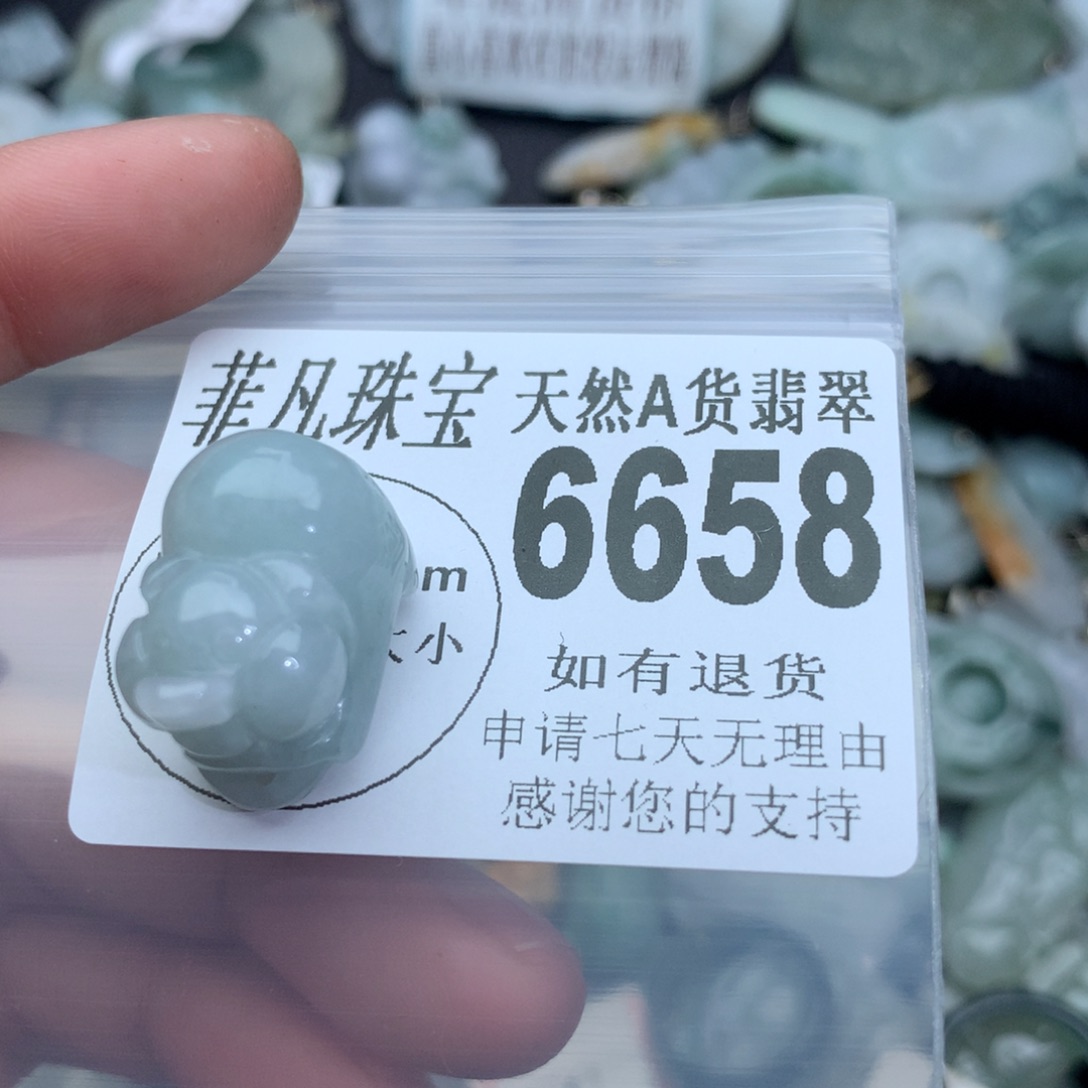 菲凡珠宝 天然A货翡翠
6658
m
小
如有退货
申请七天无理由
感谢您的支持